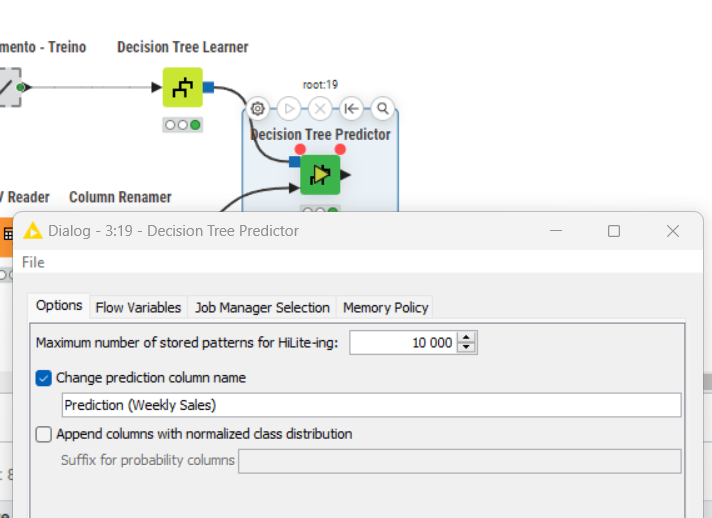 mento - Treino
Decision Tree Learner
root:19
Decision Tree Predictor
V Reader
Column Renamer
Dialog - 3:19 - Decision Tree Predictor
File
Options
Flow Variables
Job Manager Selection
Memory Policy
Maximum number of stored patterns for HiLite-ing:
10 000
Change prediction column name
Prediction (Weekly Sales)
Append columns with normalized class distribution
Suffix for probability columns